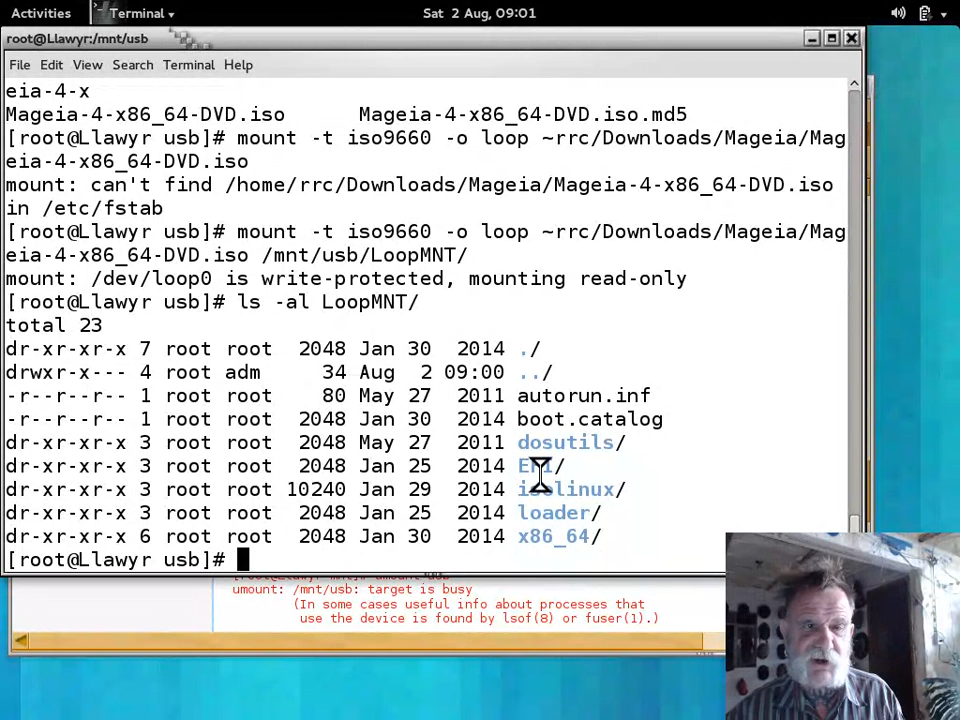 Activities
Terminal
Sat 2 Aug, 09:01
root@Llawyr:/mnt/usb
File Edit View Search Terminal Help
eia-4-x
Mageia-4-x86_64-DVD.iso Mageia-4-x86_64-DVD.iso.md5
[root@Llawyr usb]# mount -t iso9660 -o loop ~rrc/Downloads/Mageia/Mag
eia-4-x86_64-DVD.iso
mount: can't find /home/rrc/Downloads/Mageia/Mageia-4-x86_64-DVD.iso
in /etc/fstab
[root@Llawyr usb]# mount -t iso9660 -o loop ~rrc/Downloads/Mageia/Mag
eia-4-x86_64-DVD.iso /mnt/usb/LoopMNT/
mount: /dev/loop0 is write-protected, mounting read-only
[root@Llawyr usb]# ls -al LoopMNT/
total 23
dr-xr-xr-x 7 root root 2048 Jan 30 2014 ./
drwxr-x--- 4 root adm 34 Aug 2 09:00 ../
-r--r--r-- 1 root root 80 May 27 2011 autorun.inf
-r--r--r-- 1 root root 2048 Jan 30 2014 boot.catalog
dr-xr-xr-x 3 root root 2048 May 27 2011 dosutils/
dr-xr-xr-x 3 root root 2048 Jan 25 2014 EFI/
dr-xr-xr-x 3 root root 10240 Jan 29 2014 isolinux/
dr-xr-xr-x 3 root root 2048 Jan 25 2014 loader/
dr-xr-xr-x 6 root root 2048 Jan 30 2014 x86_64/
[root@Llawyr usb]#
umount: /mnt/usb: target is busy
(In some cases useful info about processes that
use the device is found by lsof(8) or fuser(1).)